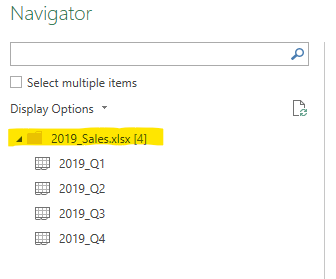 Navigator
Select multiple items
Display Options
2019_Sales.xlsx [4]
2019_Q1
2019_Q2
2019_Q3
2019_Q4